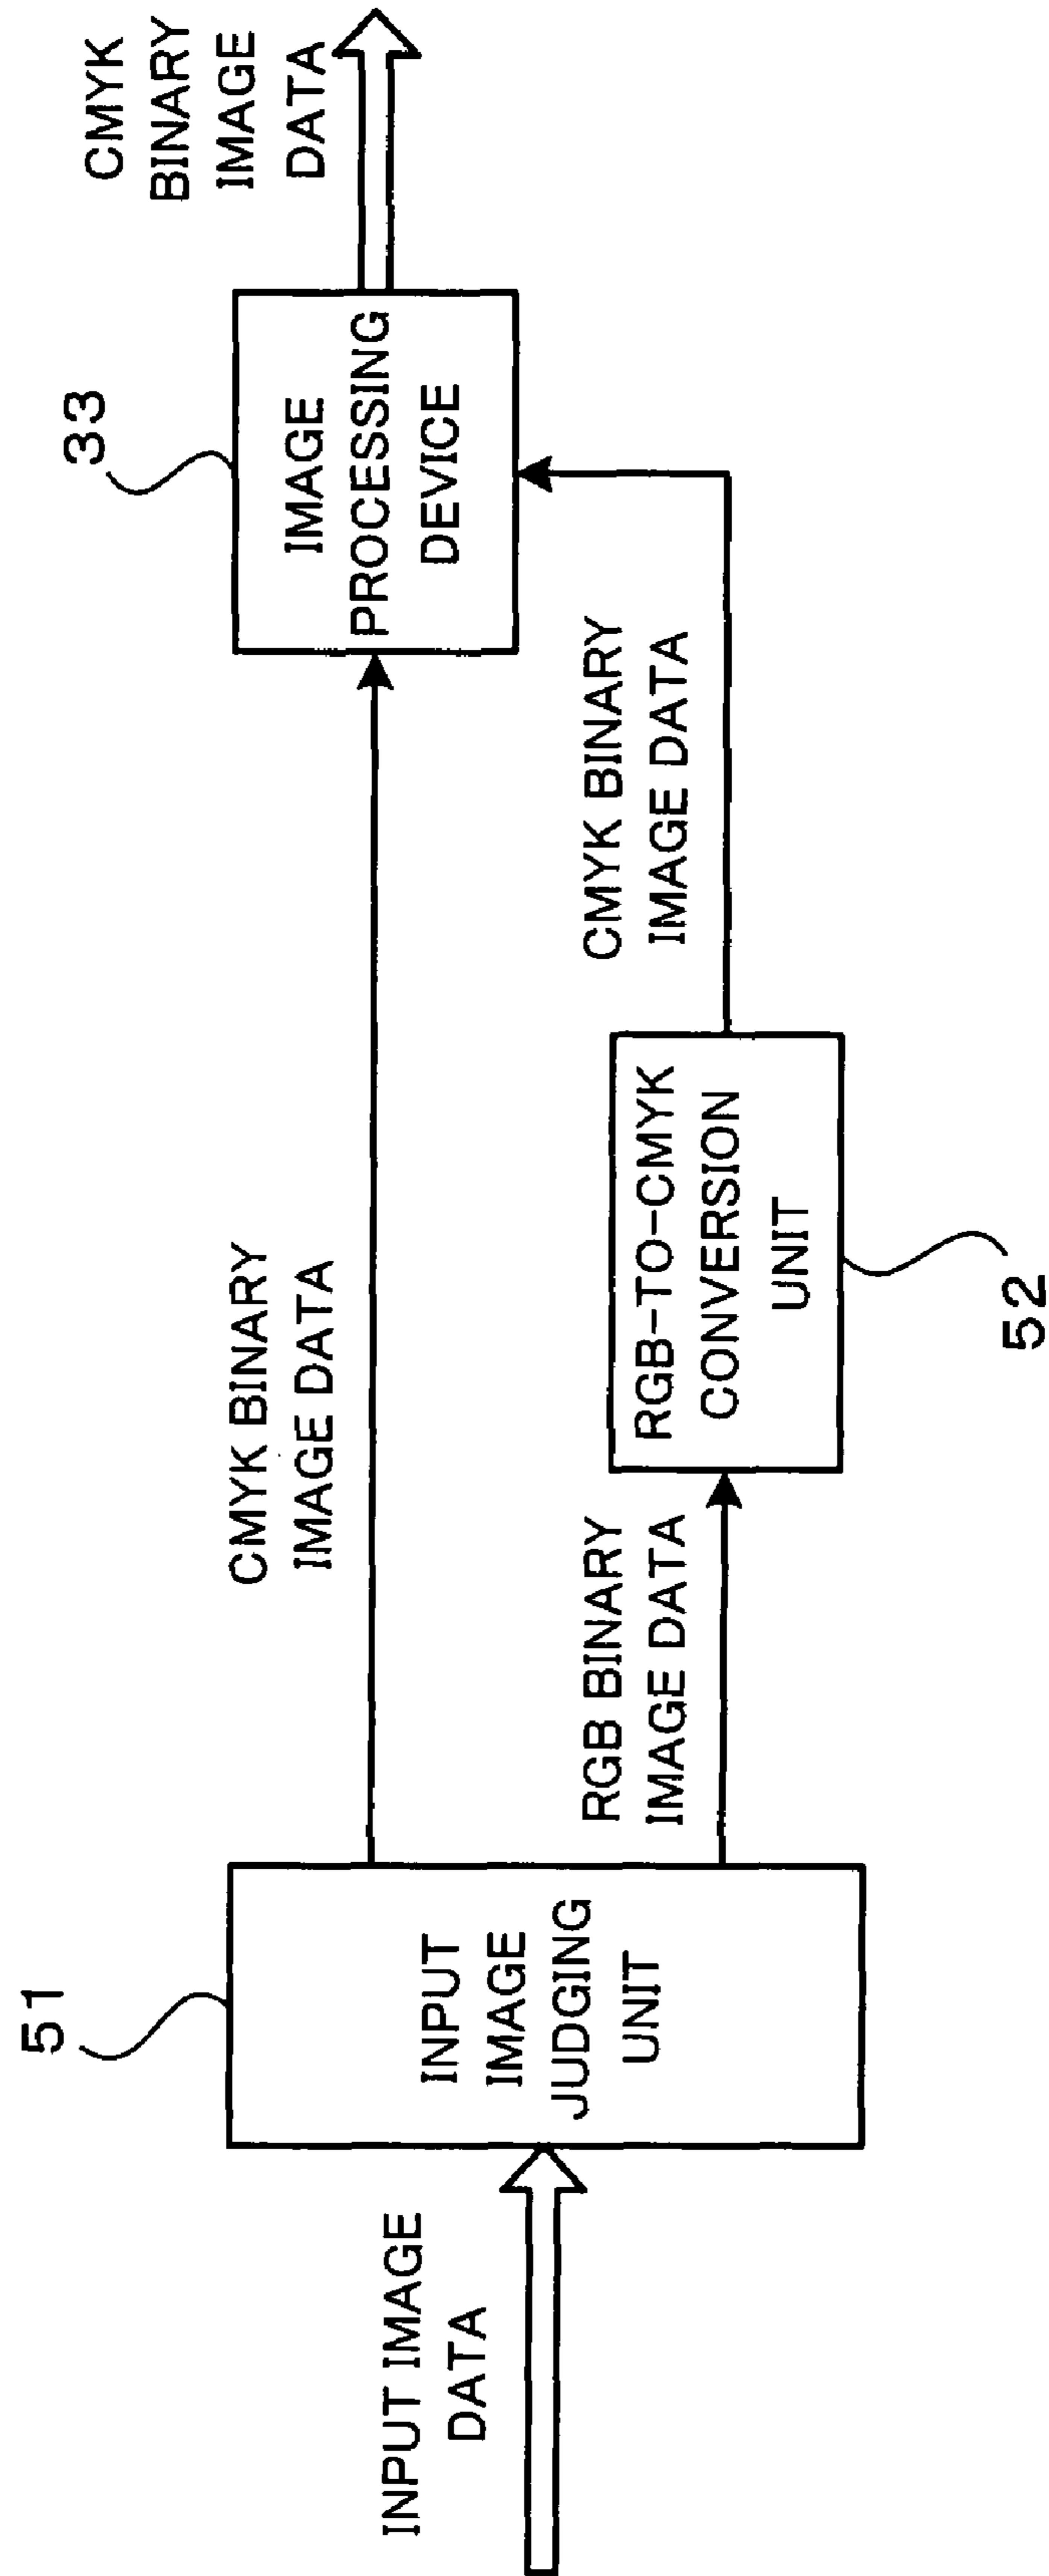 INPUT IMAGE
DATA
51
INPUT
IMAGE
JUDGING
UNIT
CMYK BINARY
IMAGE DATA
RGB BINARY
IMAGE DATA
RGB-TO-CMYK
CONVERSION
UNIT
52
CMYK BINARY
IMAGE DATA
33
IMAGE
PROCESSING
DEVICE
CMYK
BINARY
IMAGE
DATA